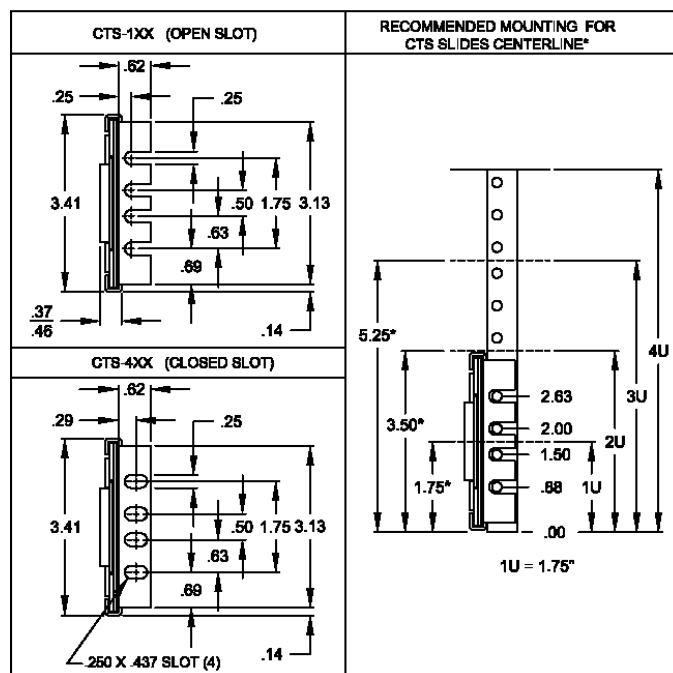 CTS-1XX (OPEN SLOT)
.62
.25
.25
3.41
.50 1.75 3.13
.63
.69
.37
.46
.14
CTS-4XX (CLOSED SLOT)
.62
.29
.25
3.41
.50 1.75 3.13
.63
.69
.250 X .437 SLOT (4)
.14
RECOMMENDED MOUNTING FOR
CTS SLIDES CENTERLINE*
5.25*
4U
3U
3.50*
2.63
2U
2.00
1.75*
1.50
1U
.88
.00
1U = 1.75"